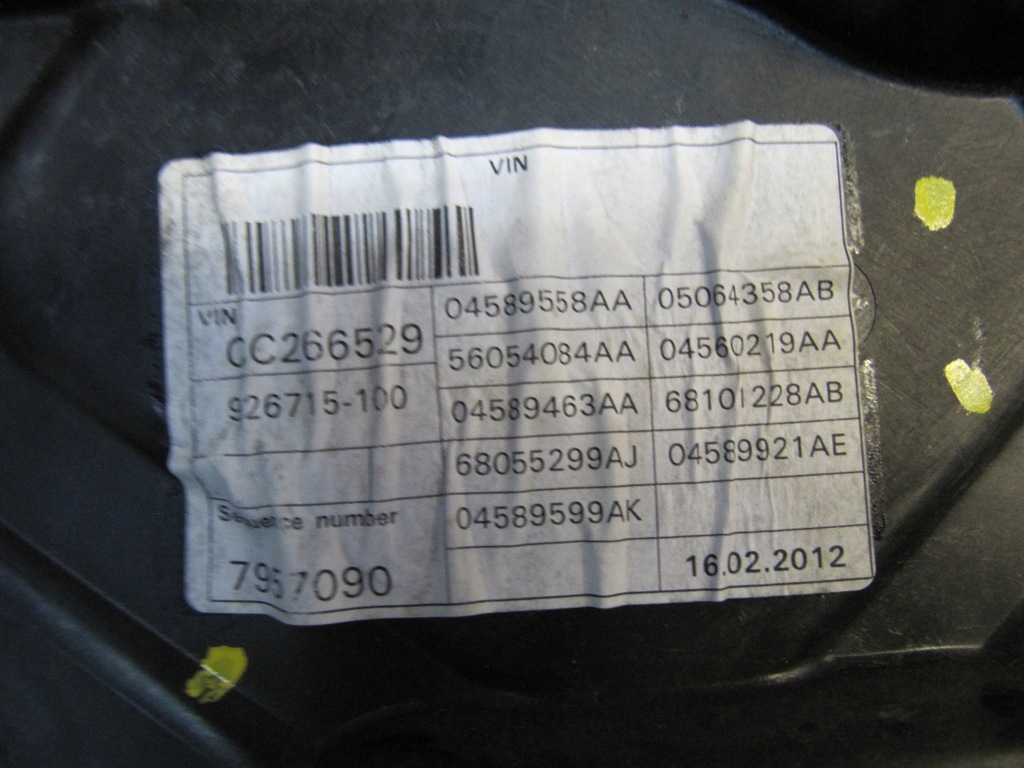 VIN
VIN
CC266529
926715-100
Sequence number
7957090
04589558AA 05064358AB
56054084AA 04560219AA
04589463AA 68101228AB
68055299AJ 04589921AE
04589599AK
16.02.2012